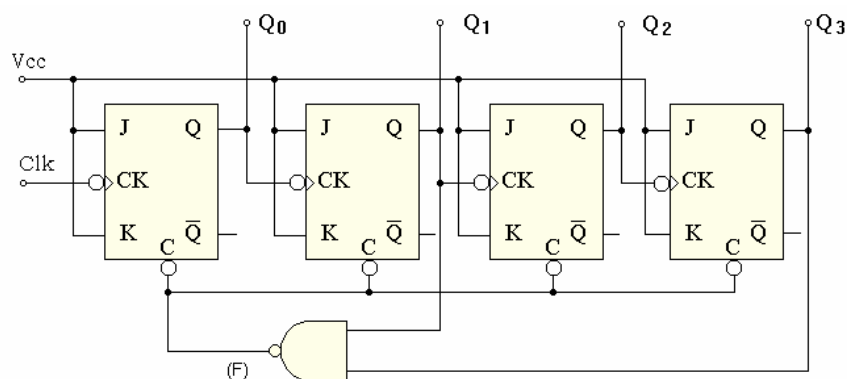 Q0 Q1 Q2 Q3
Vcc
J Q J Q J Q J Q
Clk
CK CK CK CK
K Q̅ K Q̅ K Q̅ K Q̅
C C C C
(F)